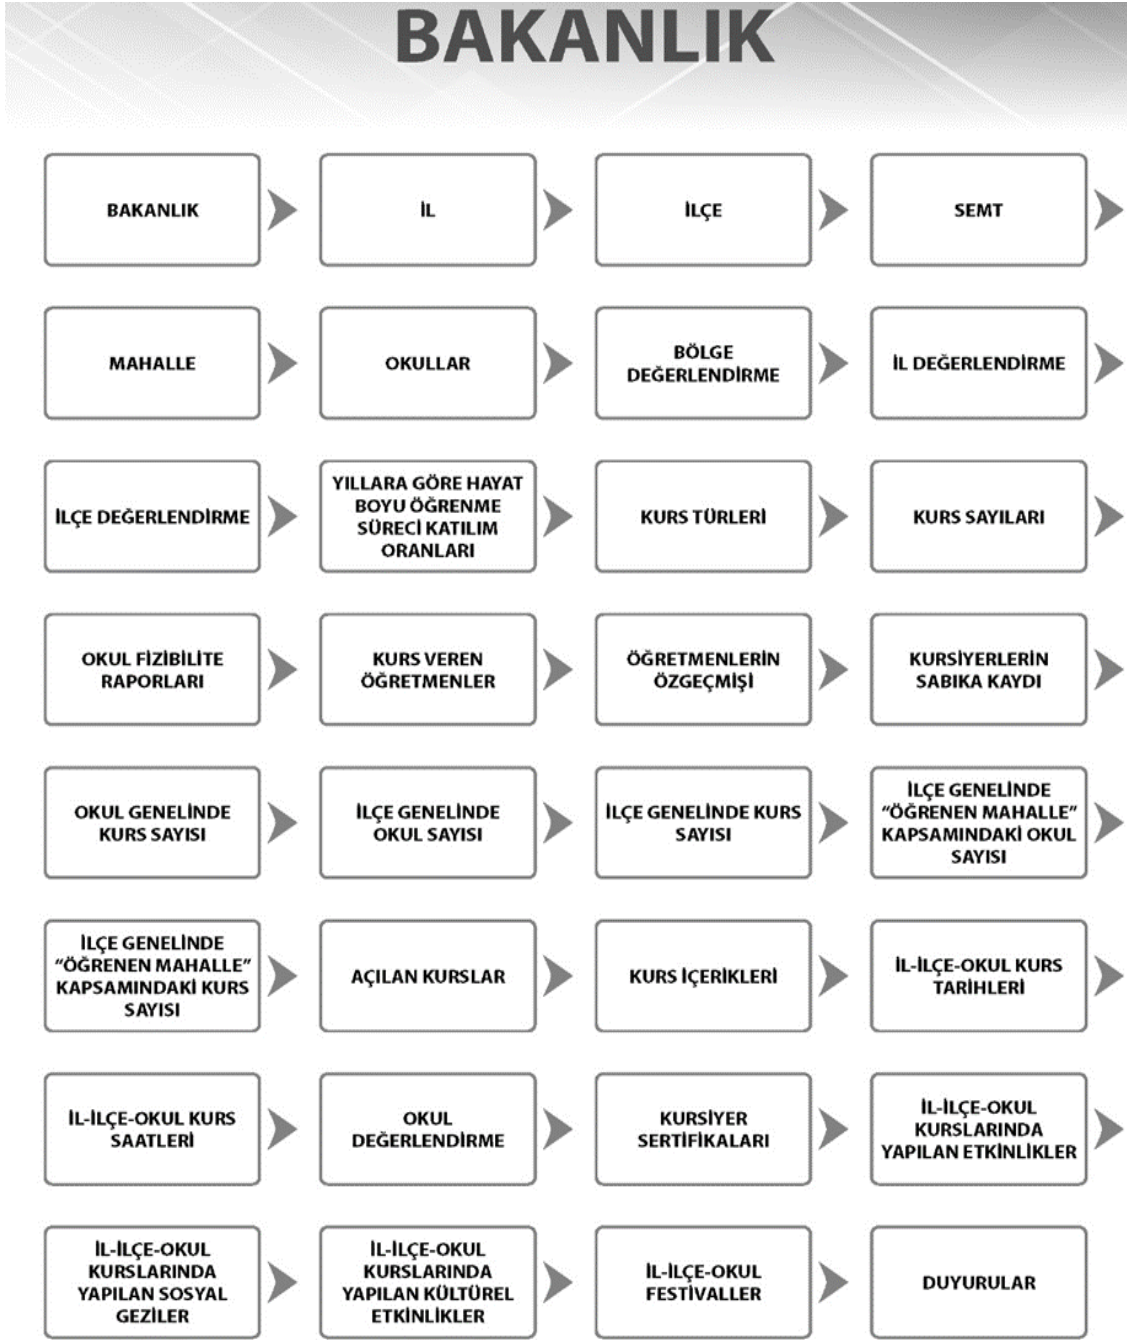 BAKANLIK
BAKANLIK
İL
İLÇE
SEMT
MAHALLE
OKULLAR
BÖLGE
DEĞERLENDİRME
İL DEĞERLENDİRME
İLÇE DEĞERLENDİRME
YILLARA GÖRE HAYAT
BOYU ÖĞRENME
SÜRECİ KATILIM
ORANLARI
KURS TÜRLERİ
KURS SAYILARI
OKUL FİZİBİLİTE
RAPORLARI
KURS VEREN
ÖĞRETMENLER
ÖĞRETMENLERİN
ÖZGEÇMİŞİ
KURSİYERLERİN
SABIKA KAYDI
OKUL GENELİNDE
KURS SAYISI
İLÇE GENELİNDE
OKUL SAYISI
İLÇE GENELİNDE KURS
SAYISI
İLÇE GENELİNDE
“ÖĞRENEN MAHALLE”
KAPSAMINDAKİ OKUL
SAYISI
İLÇE GENELİNDE
“ÖĞRENEN MAHALLE”
KAPSAMINDAKİ KURS
SAYISI
AÇILAN KURSLAR
KURS İÇERİKLERİ
İL-İLÇE-OKUL KURS
TARİHLERİ
İL-İLÇE-OKUL KURS
SAATLERİ
OKUL
DEĞERLENDİRME
KURSİYER
SERTİFİKALARI
İL-İLÇE-OKUL
KURSLARINDA
YAPILAN ETKİNLİKLER
İL-İLÇE-OKUL
KURSLARINDA
YAPILAN SOSYAL
GEZİLER
İL-İLÇE-OKUL
KURSLARINDA
YAPILAN KÜLTÜREL
ETKİNLİKLER
İL-İLÇE-OKUL
FESTİVALLER
DUYURULAR